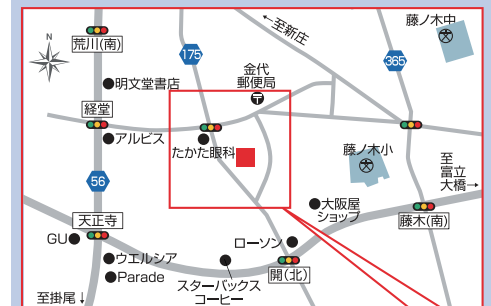 藤ノ木中
←至新庄
N
荒川(南)
175
365
金代
郵便局
明文堂書店
経堂
アルビス
たかた眼科
藤ノ木小
至
富立
大橋→
56
大阪屋
ショップ
天正寺
藤木(南)
GU
ローソン
ウエルシア
開(北)
Parade
スターバックス
コーヒー
至掛尾↓